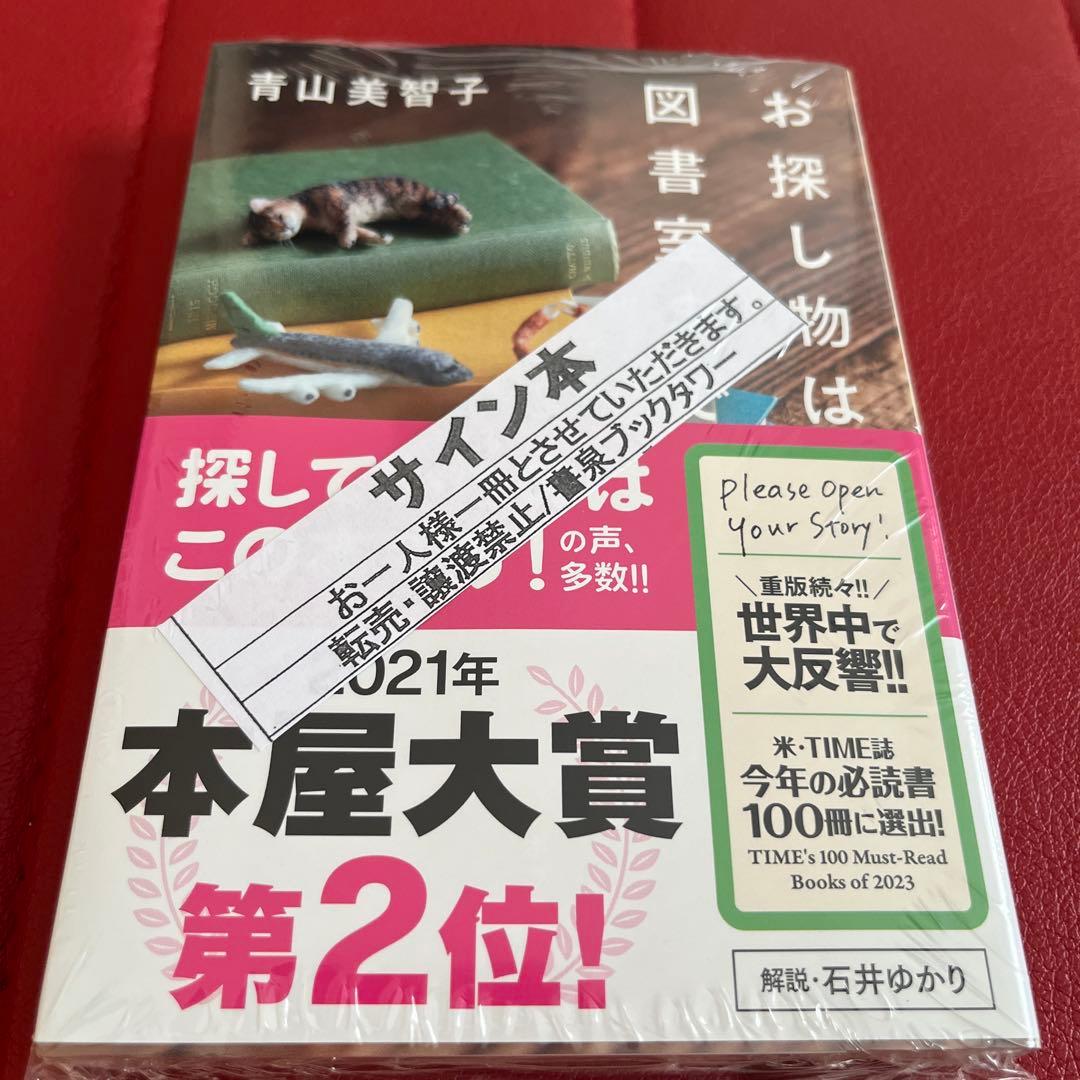 青山美智子
お探し物は
図書室
サイン本
お一人様一冊とさせていただきます。
転売・譲渡禁止/書泉ブックタワー
探して
は
この
!
の声、
多数!!
2021年
本屋大賞
第2位!
please open
your story!
重版続々!!
世界中で
大反響!!
米・TIME誌
今年の必読書
100冊に選出!
TIME's 100 Must-Read
Books of 2023
解説・石井ゆかり